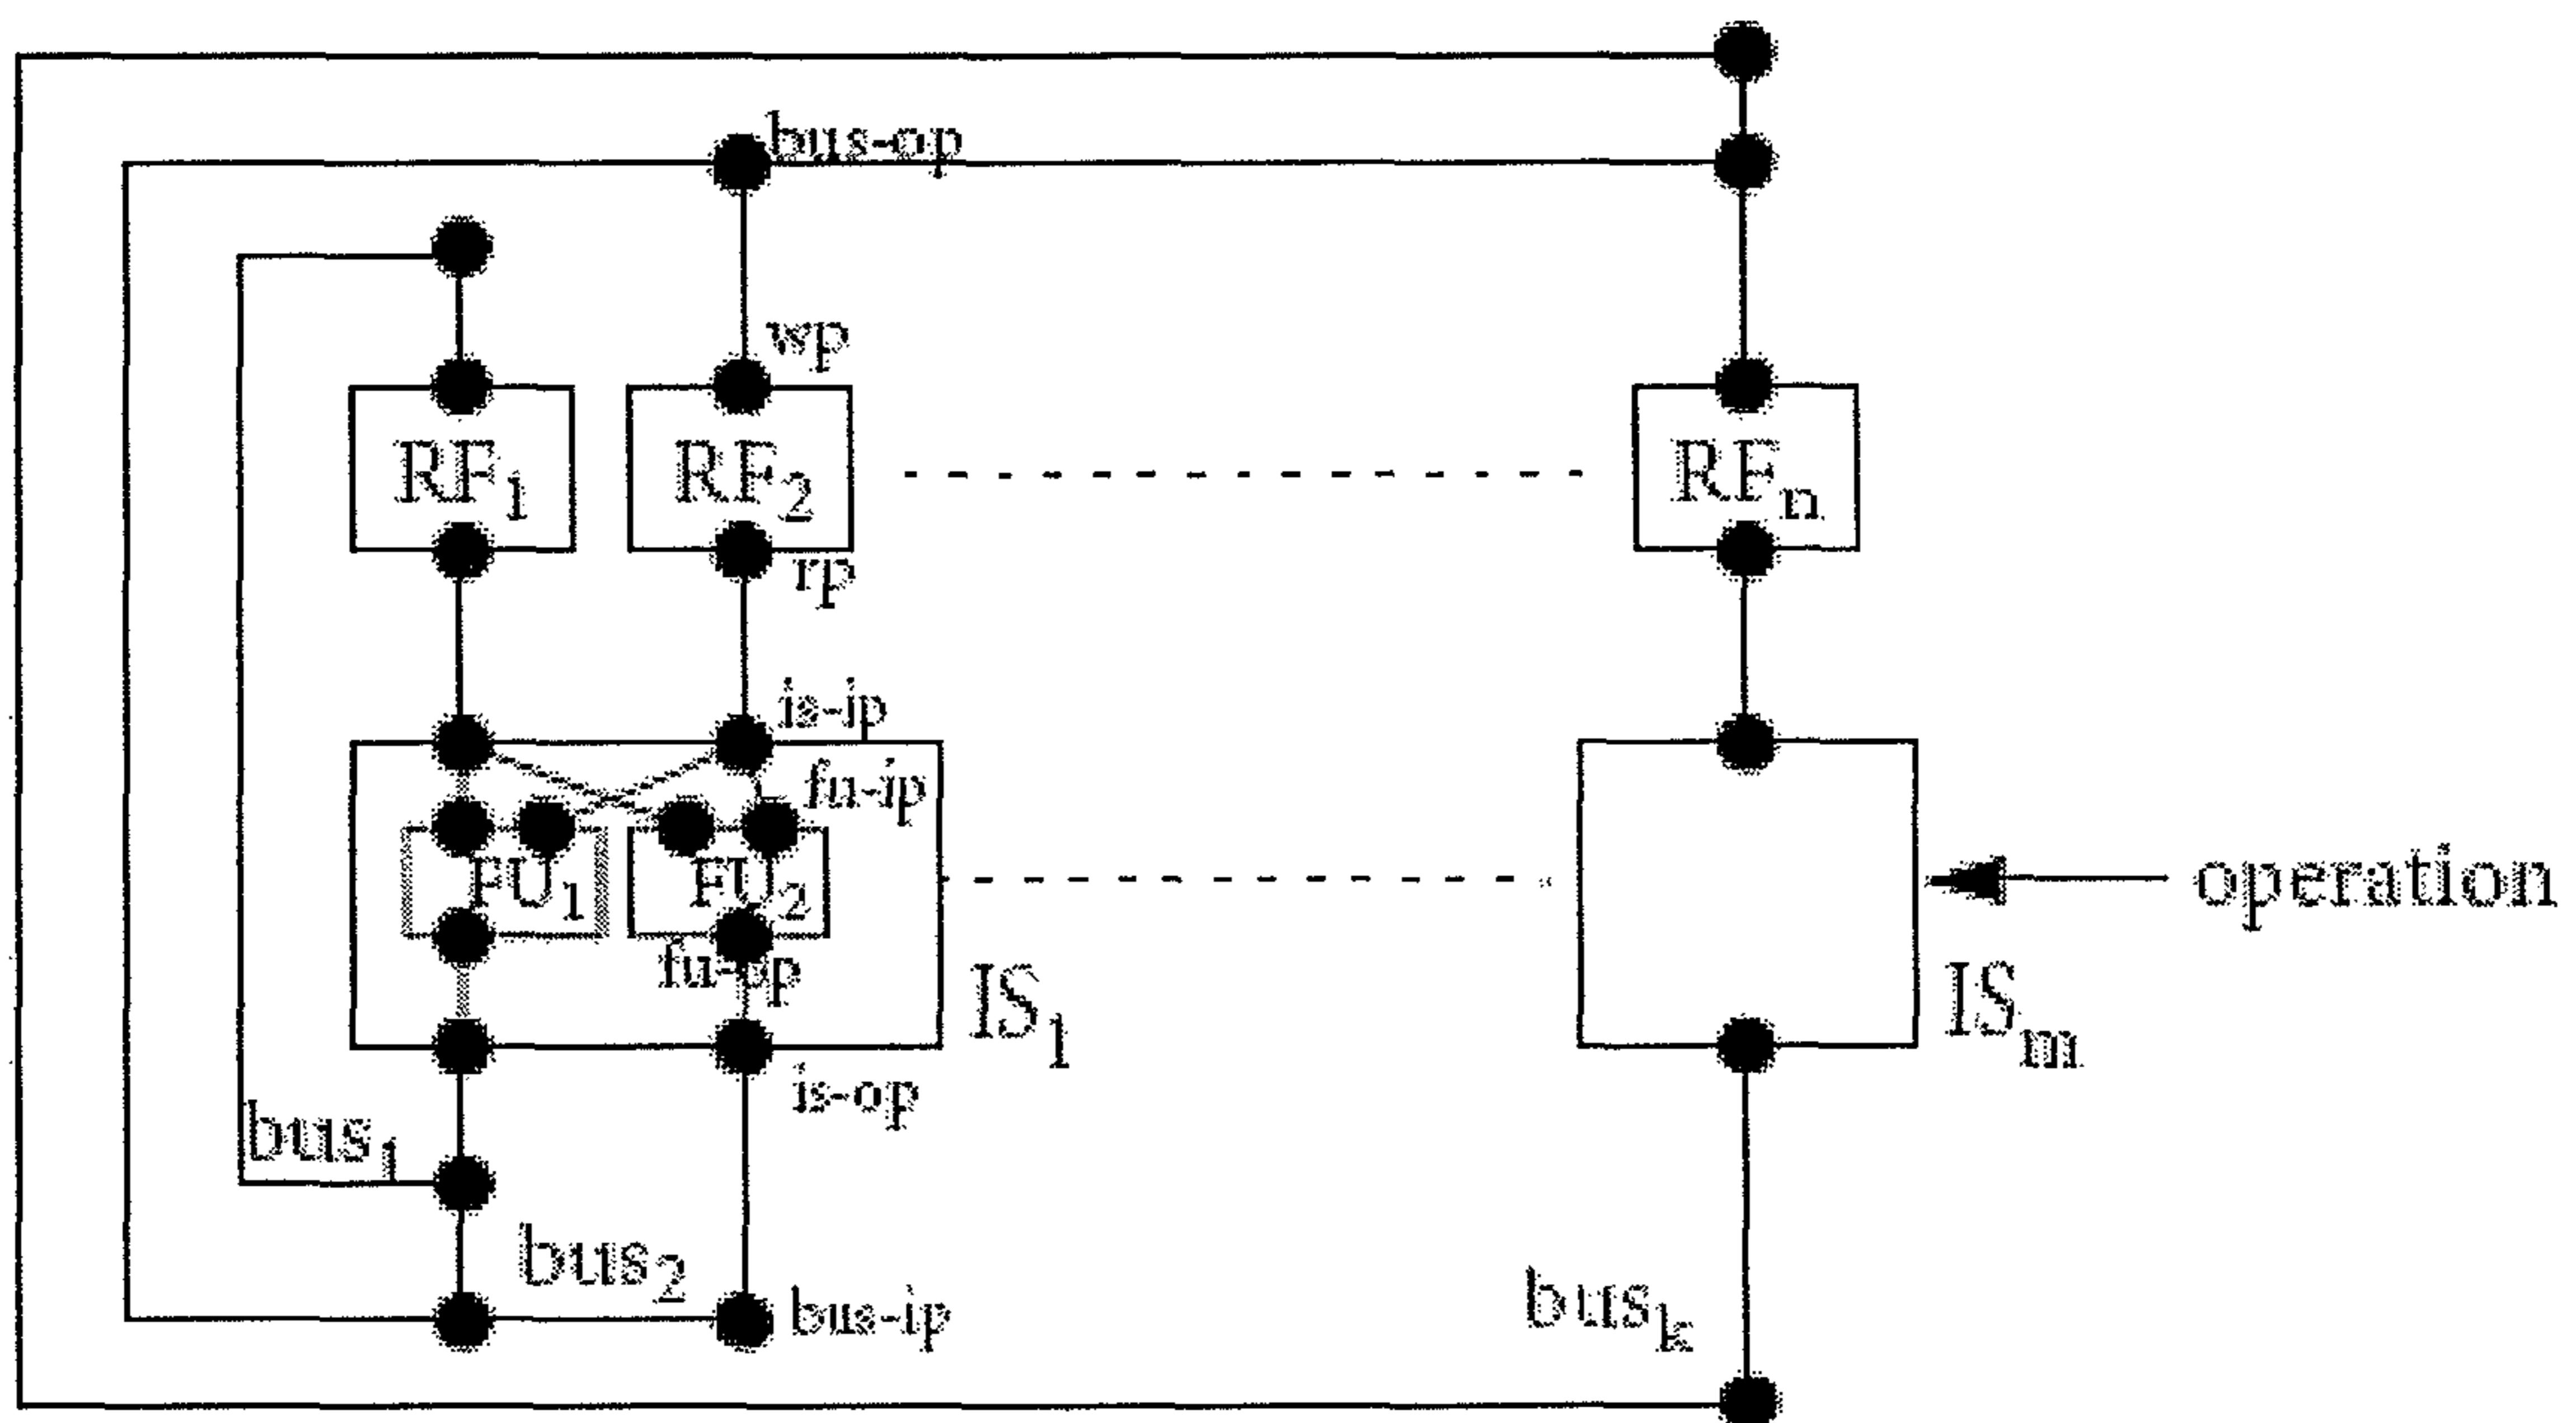 bus-op
wp
RF1
RF2
RFn
rp
is-ip
fu-ip
FU1
FU2
operation
fu-op
IS1
ISm
is-op
bus1
bus2
bus-ip
busk